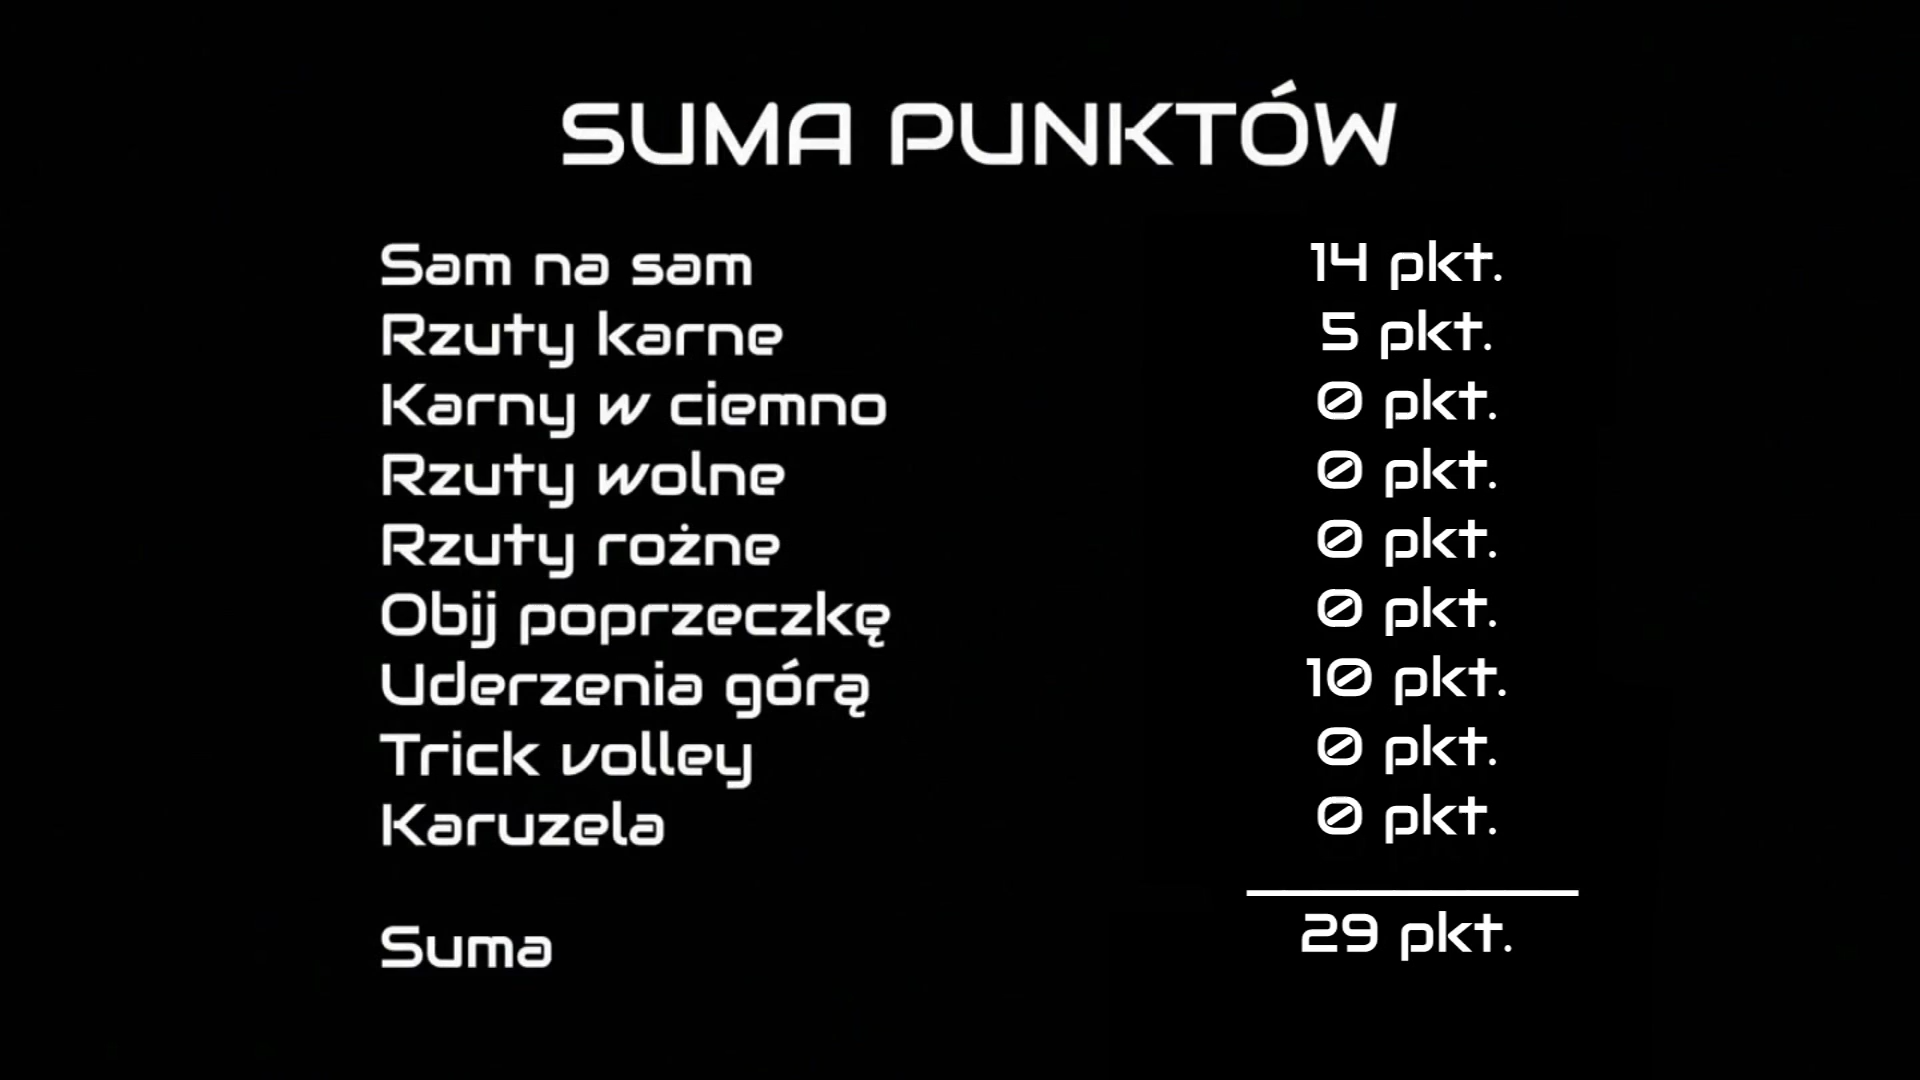 SUMA PUNKTÓW
Sam na sam 14 pkt.
Rzuty karne 5 pkt.
Karny w ciemno 0 pkt.
Rzuty wolne 0 pkt.
Rzuty rożne 0 pkt.
Obij poprzeczkę 0 pkt.
Uderzenia górą 10 pkt.
Trick volley 0 pkt.
Karuzela 0 pkt.
Suma 29 pkt.